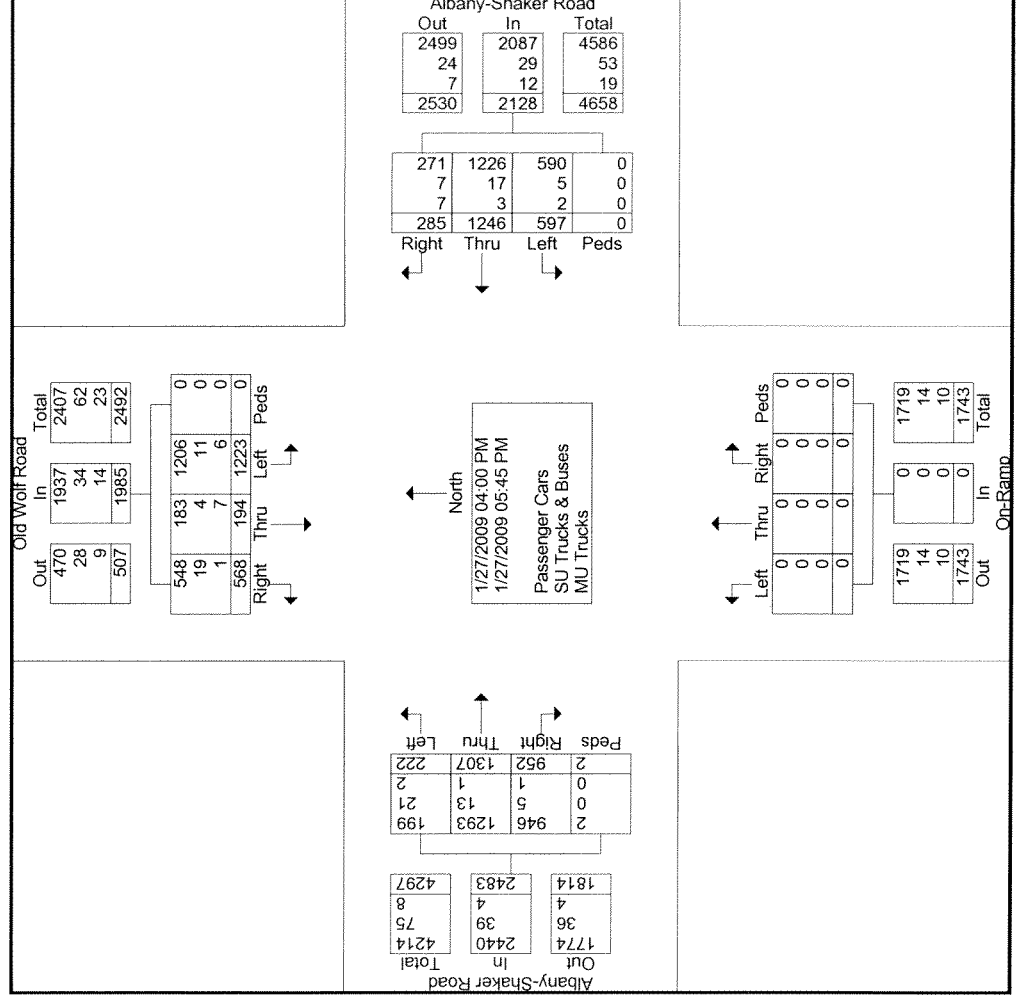 Albany-Shaker Road
Out In Total
2499 2087 4586
24 29 53
7 12 19
2530 2128 4658
271 1226 590 0
7 17 5 0
7 3 2 0
285 1246 597 0
Right Thru Left Peds
Old Wolf Road
Out In Total
470 1937 2407
28 34 62
9 14 23
507 1985 2492
548 183 1206 0
19 4 11 0
1 7 6 0
568 194 1223 0
Right Thru Left Peds
North
1/27/2009 04:00 PM
1/27/2009 05:45 PM
Passenger Cars
SU Trucks & Buses
MU Trucks
Left Thru Right Peds
0 0 0 0
0 0 0 0
0 0 0 0
0 0 0 0
1719 0 1719
14 0 14
10 0 10
1743 0 1743
Out In Total
On-Ramp
Left Thru Right Peds
222 1307 952 2
2 1 1 0
21 13 5 0
199 1293 946 2
4297 2483 1814
8 4 4
75 39 36
4214 2440 1774
Total In Out
Albany-Shaker Road